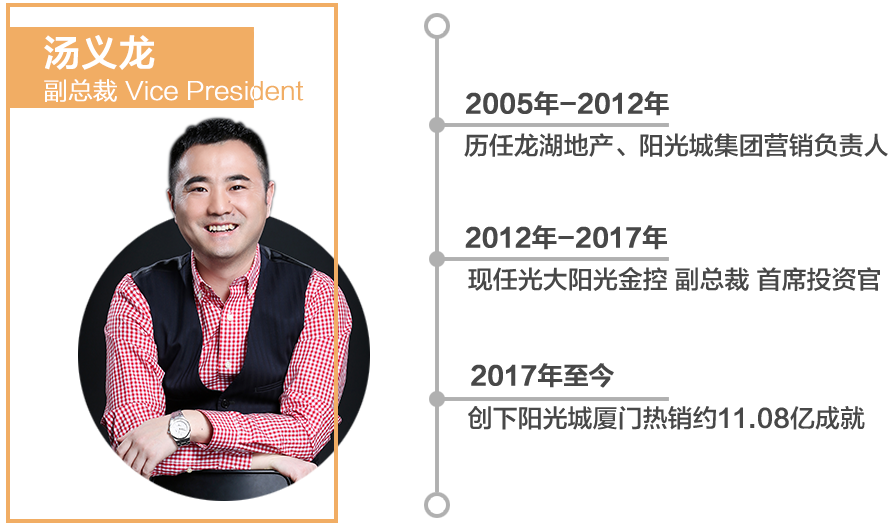 汤义龙
副总裁 Vice President
2005年-2012年
历任龙湖地产、阳光城集团营销负责人
2012年-2017年
现任光大阳光金控 副总裁 首席投资官
2017年至今
创下阳光城厦门热销约11.08亿成就